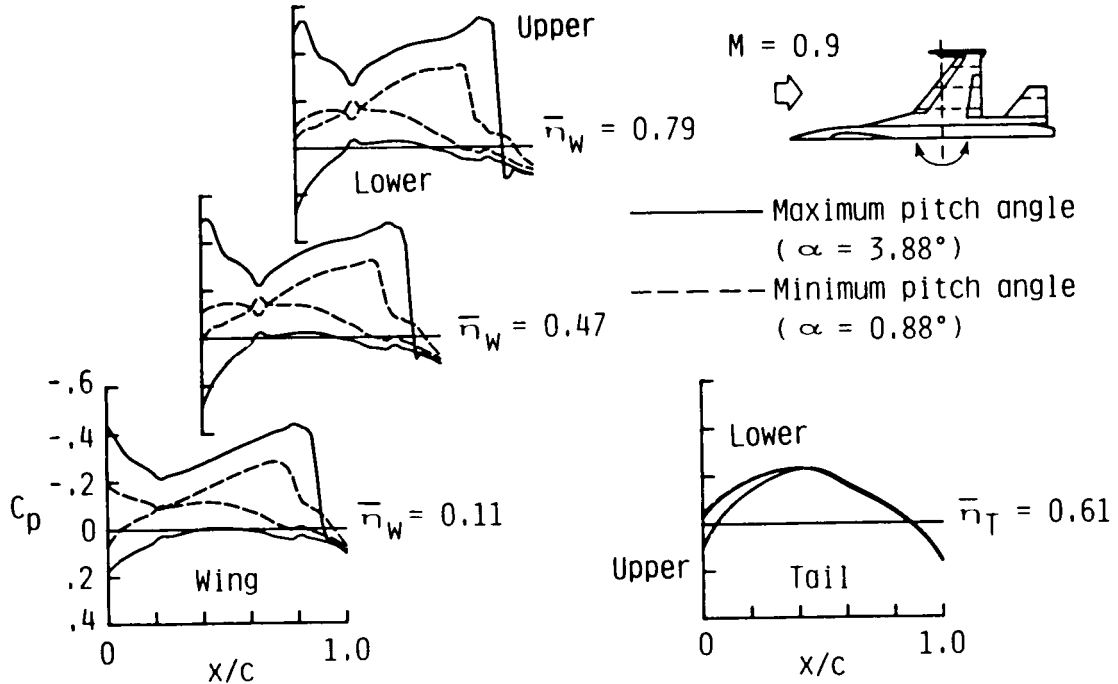 Upper
M = 0.9
n̄W = 0.79
Lower
Maximum pitch angle
( α = 3.88°)
Minimum pitch angle
( α = 0.88°)
n̄W = 0.47
-.6
-.4
-.2
0
.2
.4
Cp
n̄W = 0.11
Wing
0
1.0
x/c
Lower
n̄T = 0.61
Upper
Tail
0
1.0
x/c